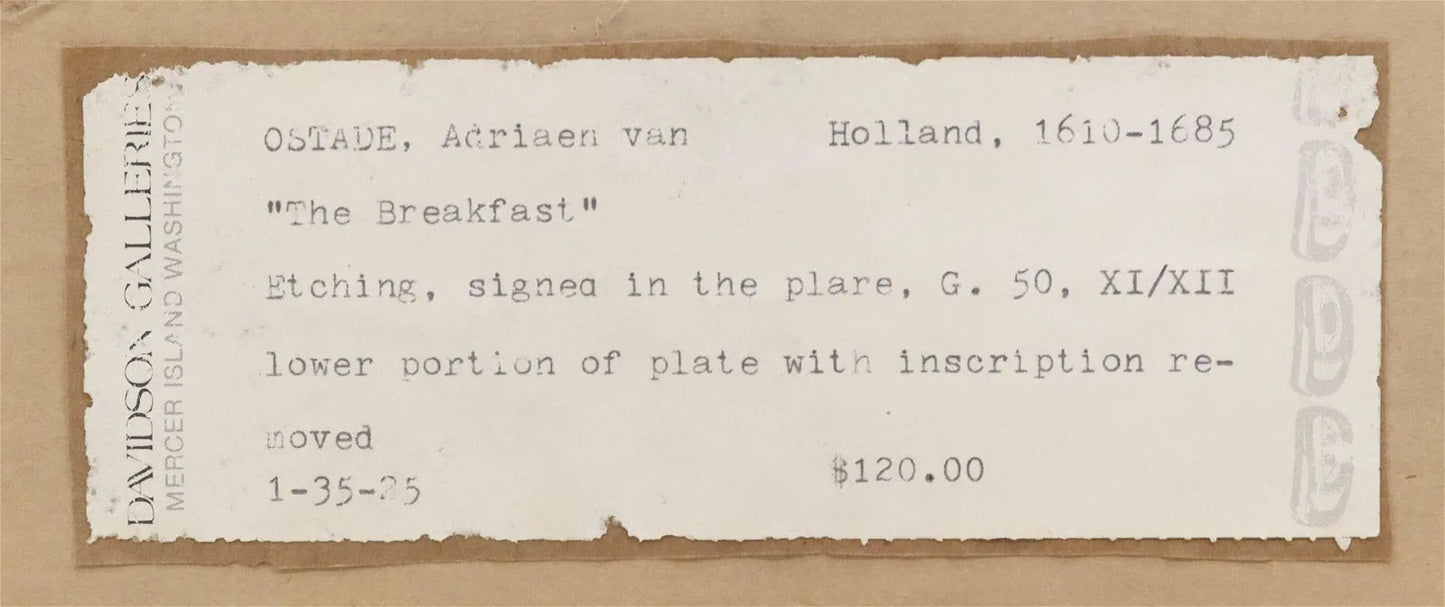 DAVIDSON GALLERIES
MERCER ISLAND WASHINGTON
OSTADE, Adriaen van Holland, 1610-1685
"The Breakfast"
Etching, signed in the plare, G. 50, XI/XII
lower portion of plate with inscription re-
moved
1-35-25 $120.00